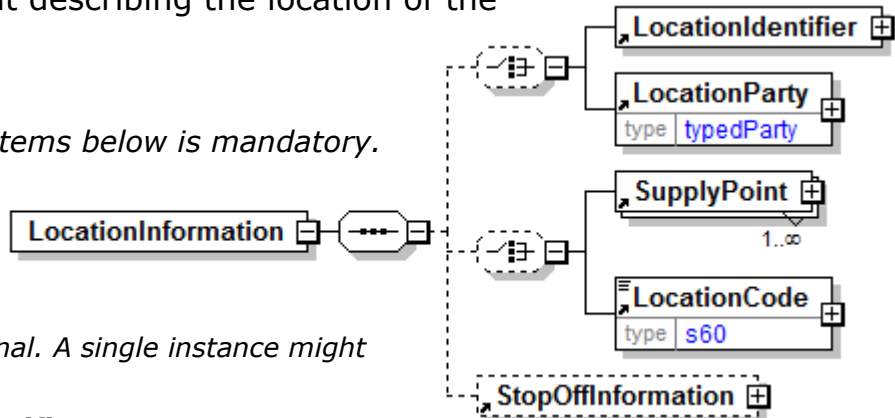 t describing the location of the
LocationIdentifier
LocationParty
type typedParty
tems below is mandatory.
SupplyPoint
1..∞
LocationInformation
LocationCode
type s60
nal. A single instance might
StopOffInformation